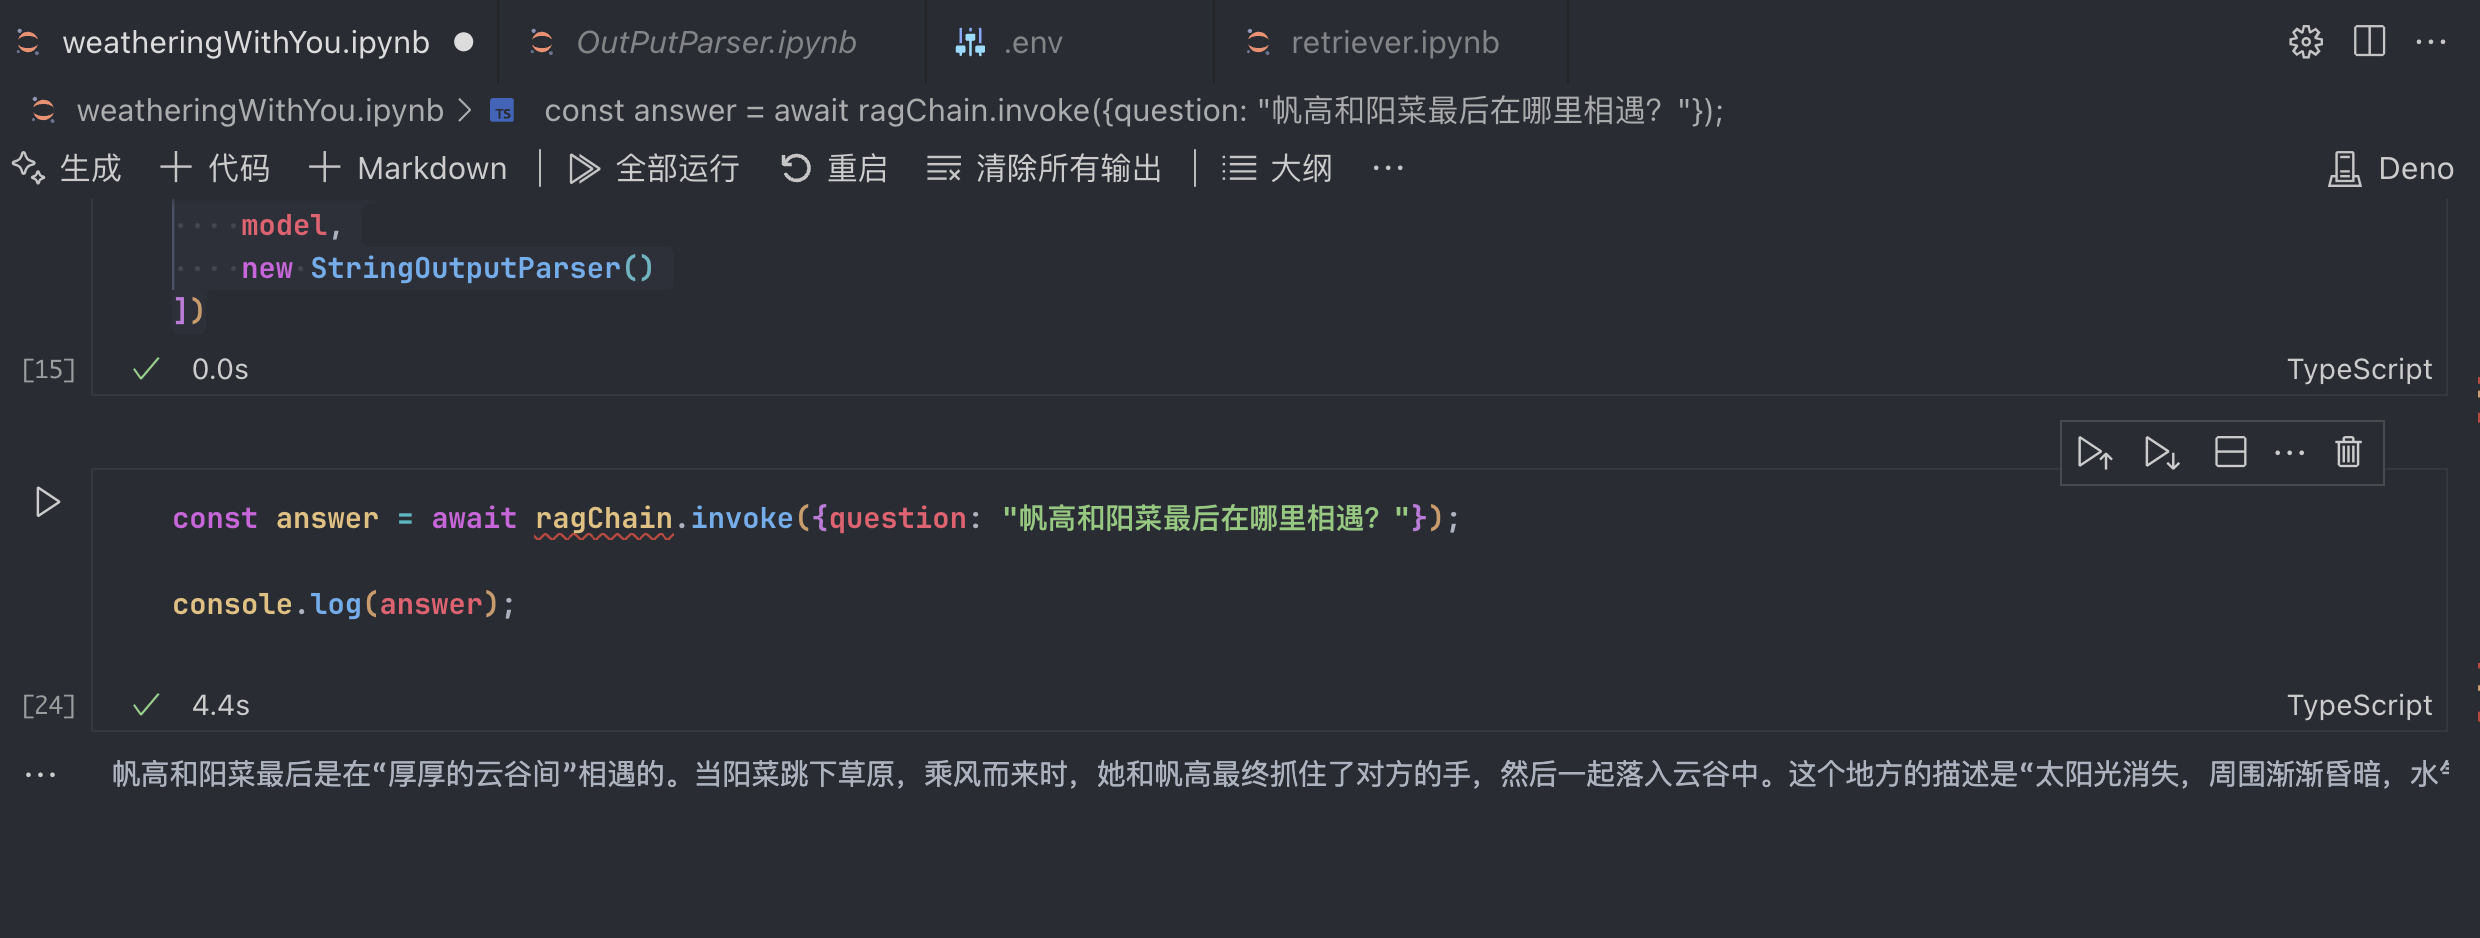 weatheringWithYou.ipynb OutPutParser.ipynb .env retriever.ipynb
weatheringWithYou.ipynb > TS const answer = await ragChain.invoke({question: "帆高和阳菜最后在哪里相遇？"});
生成 代码 Markdown 全部运行 重启 清除所有输出 大纲 ... Deno
model,
new StringOutputParser()
])
[15] 0.0s TypeScript
const answer = await ragChain.invoke({question: "帆高和阳菜最后在哪里相遇？"});
console.log(answer);
[24] 4.4s TypeScript
帆高和阳菜最后是在“厚厚的云谷间”相遇的。当阳菜跳下草原，乘风而来时，她和帆高最终抓住了对方的手，然后一起落入云谷中。这个地方的描述是“太阳光消失，周围渐渐昏暗，水